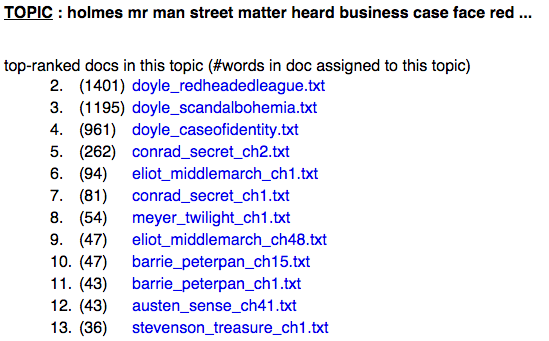 TOPIC : holmes mr man street matter heard business case face red ...
top-ranked docs in this topic (#words in doc assigned to this topic)
2. (1401) doyle_redheadedleague.txt
3. (1195) doyle_scandalbohemia.txt
4. (961) doyle_caseofidentity.txt
5. (262) conrad_secret_ch2.txt
6. (94) eliot_middlemarch_ch1.txt
7. (81) conrad_secret_ch1.txt
8. (54) meyer_twilight_ch1.txt
9. (47) eliot_middlemarch_ch48.txt
10. (47) barrie_peterpan_ch15.txt
11. (43) barrie_peterpan_ch1.txt
12. (43) austen_sense_ch41.txt
13. (36) stevenson_treasure_ch1.txt